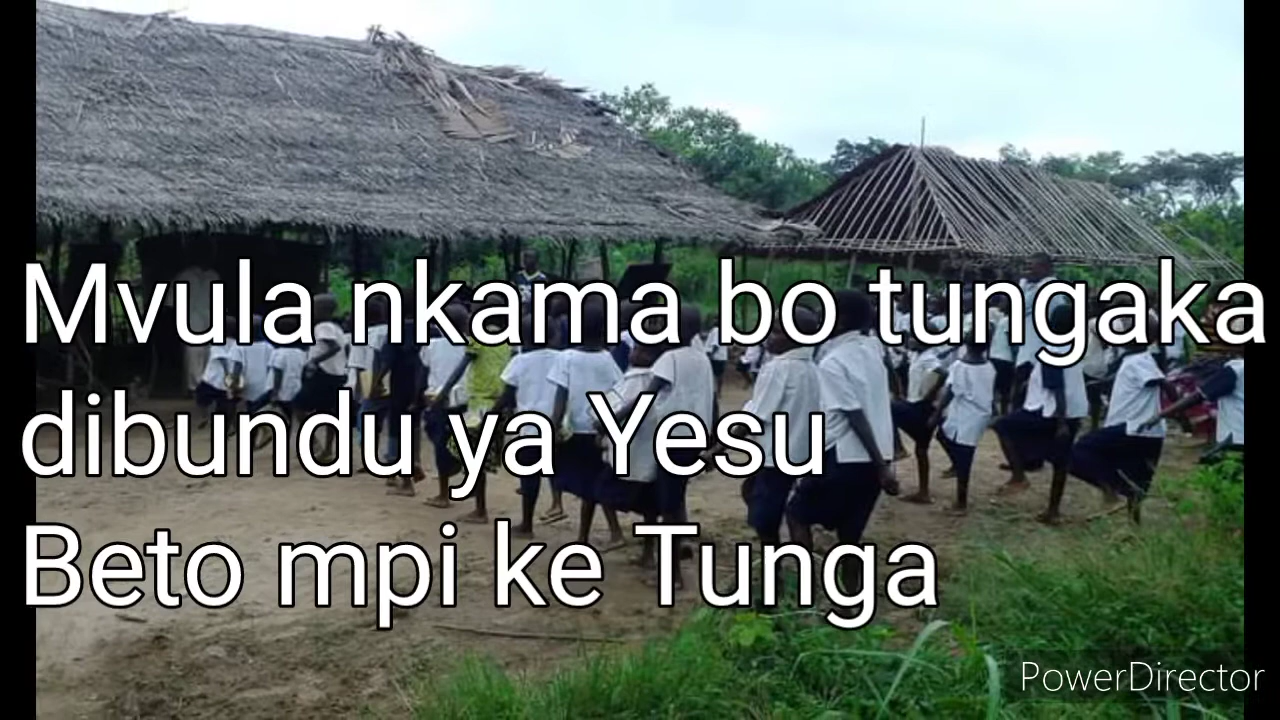 Mvula nkama bo tungaka
dibundu ya Yesu
Beto mpi ke Tunga
PowerDirector